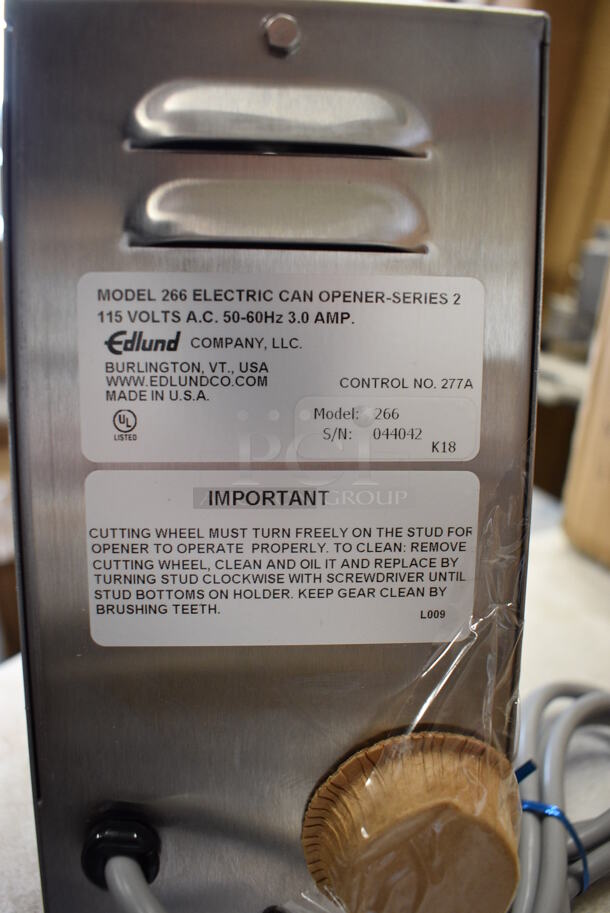 MODEL 266 ELECTRIC CAN OPENER-SERIES 2
115 VOLTS A.C. 50-60Hz 3.0 AMP.
Edlund COMPANY, LLC.
BURLINGTON, VT., USA
WWW.EDLUNDCO.COM
CONTROL NO. 277A
MADE IN U.S.A.
UL
LISTED
Model: 266
S/N: 044042
K18
PCI
GROUP
IMPORTANT
CUTTING WHEEL MUST TURN FREELY ON THE STUD FOR
OPENER TO OPERATE PROPERLY. TO CLEAN: REMOVE
CUTTING WHEEL, CLEAN AND OIL IT AND REPLACE BY
TURNING STUD CLOCKWISE WITH SCREWDRIVER UNTIL
STUD BOTTOMS ON HOLDER. KEEP GEAR CLEAN BY
BRUSHING TEETH.
L009